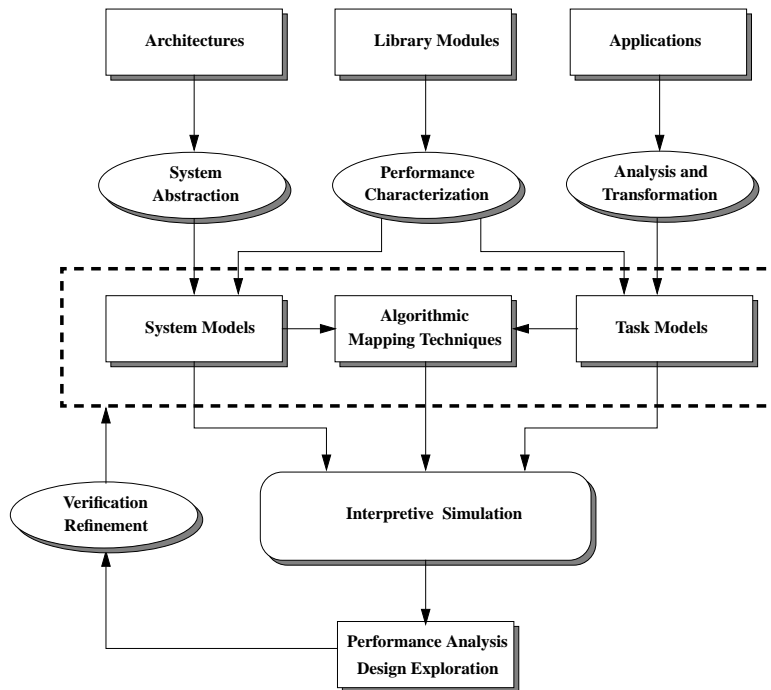 Architectures
Library Modules
Applications
System
Abstraction
Performance
Characterization
Analysis and
Transformation
System Models
Algorithmic
Mapping Techniques
Task Models
Verification
Refinement
Interpretive Simulation
Performance Analysis
Design Exploration